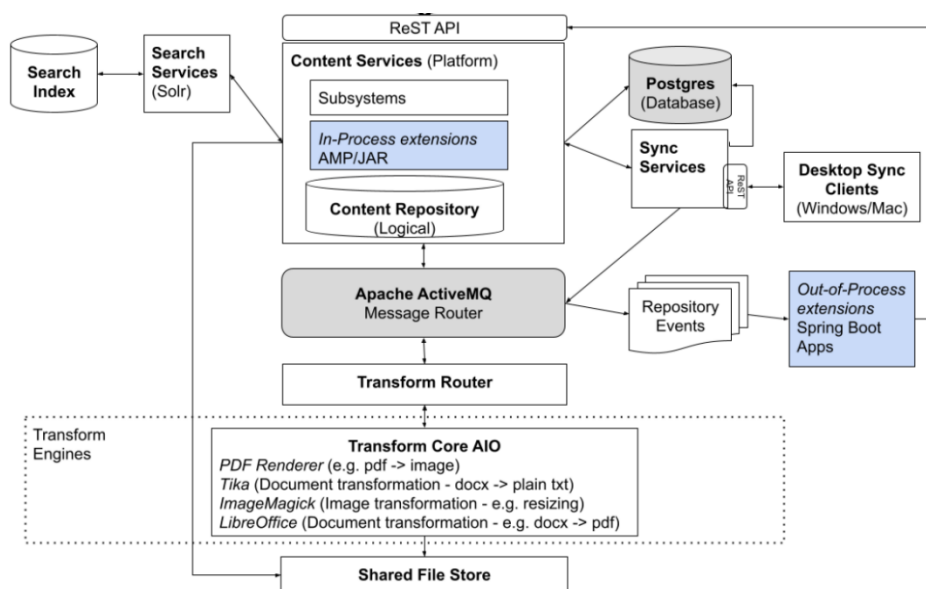 ReST API
Content Services (Platform)
Subsystems
In-Process extensions
AMP/JAR
Content Repository
(Logical)
Search
Index
Search
Services
(Solr)
Postgres
(Database)
Sync
Services
ReST
API
Desktop Sync
Clients
(Windows/Mac)
Apache ActiveMQ
Message Router
Repository
Events
Out-of-Process
extensions
Spring Boot
Apps
Transform Router
Transform
Engines
Transform Core AIO
PDF Renderer (e.g. pdf -> image)
Tika (Document transformation - docx -> plain txt)
ImageMagick (Image transformation - e.g. resizing)
LibreOffice (Document transformation - e.g. docx -> pdf)
Shared File Store